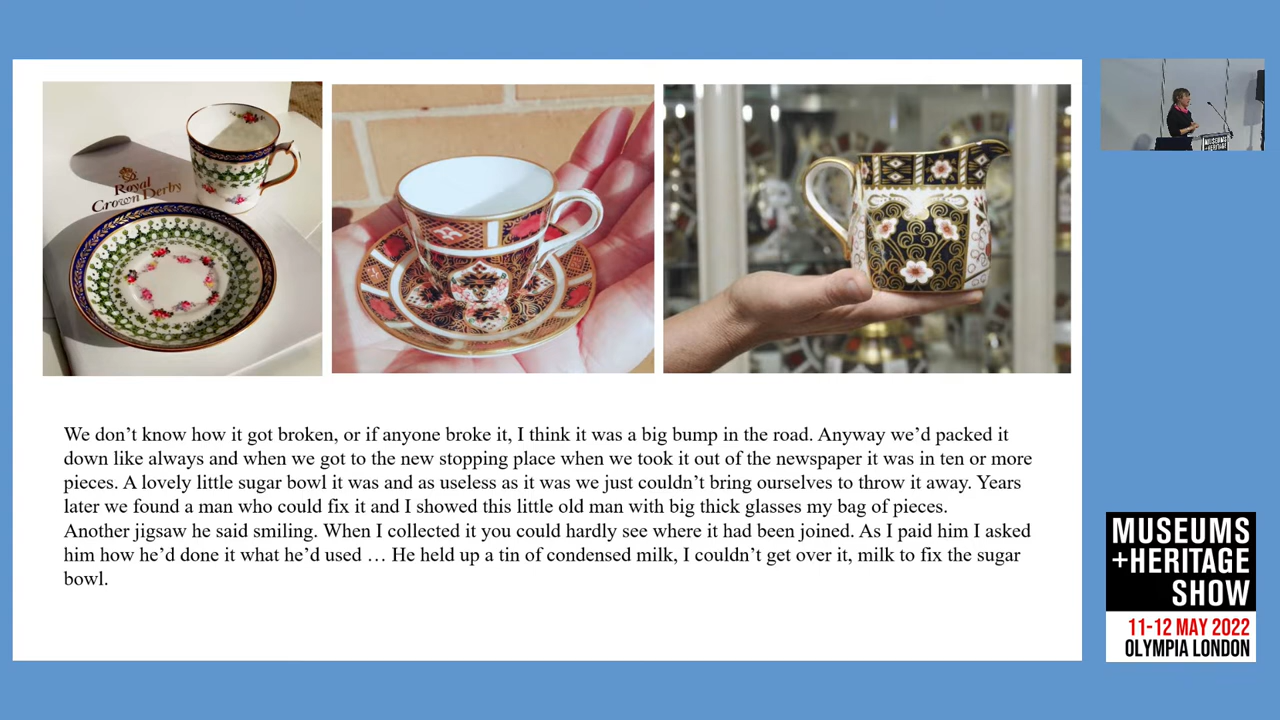 Royal
Crown Derby
We don’t know how it got broken, or if anyone broke it, I think it was a big bump in the road. Anyway we’d packed it
down like always and when we got to the new stopping place when we took it out of the newspaper it was in ten or more
pieces. A lovely little sugar bowl it was and as useless as it was we just couldn’t bring ourselves to throw it away. Years
later we found a man who could fix it and I showed this little old man with big thick glasses my bag of pieces.
Another jigsaw he said smiling. When I collected it you could hardly see where it had been joined. As I paid him I asked
him how he’d done it what he’d used … He held up a tin of condensed milk, I couldn’t get over it, milk to fix the sugar
bowl.
MUSEUMS
+HERITAGE
MUSEUMS
+HERITAGE
SHOW
11-12 MAY 2022
OLYMPIA LONDON